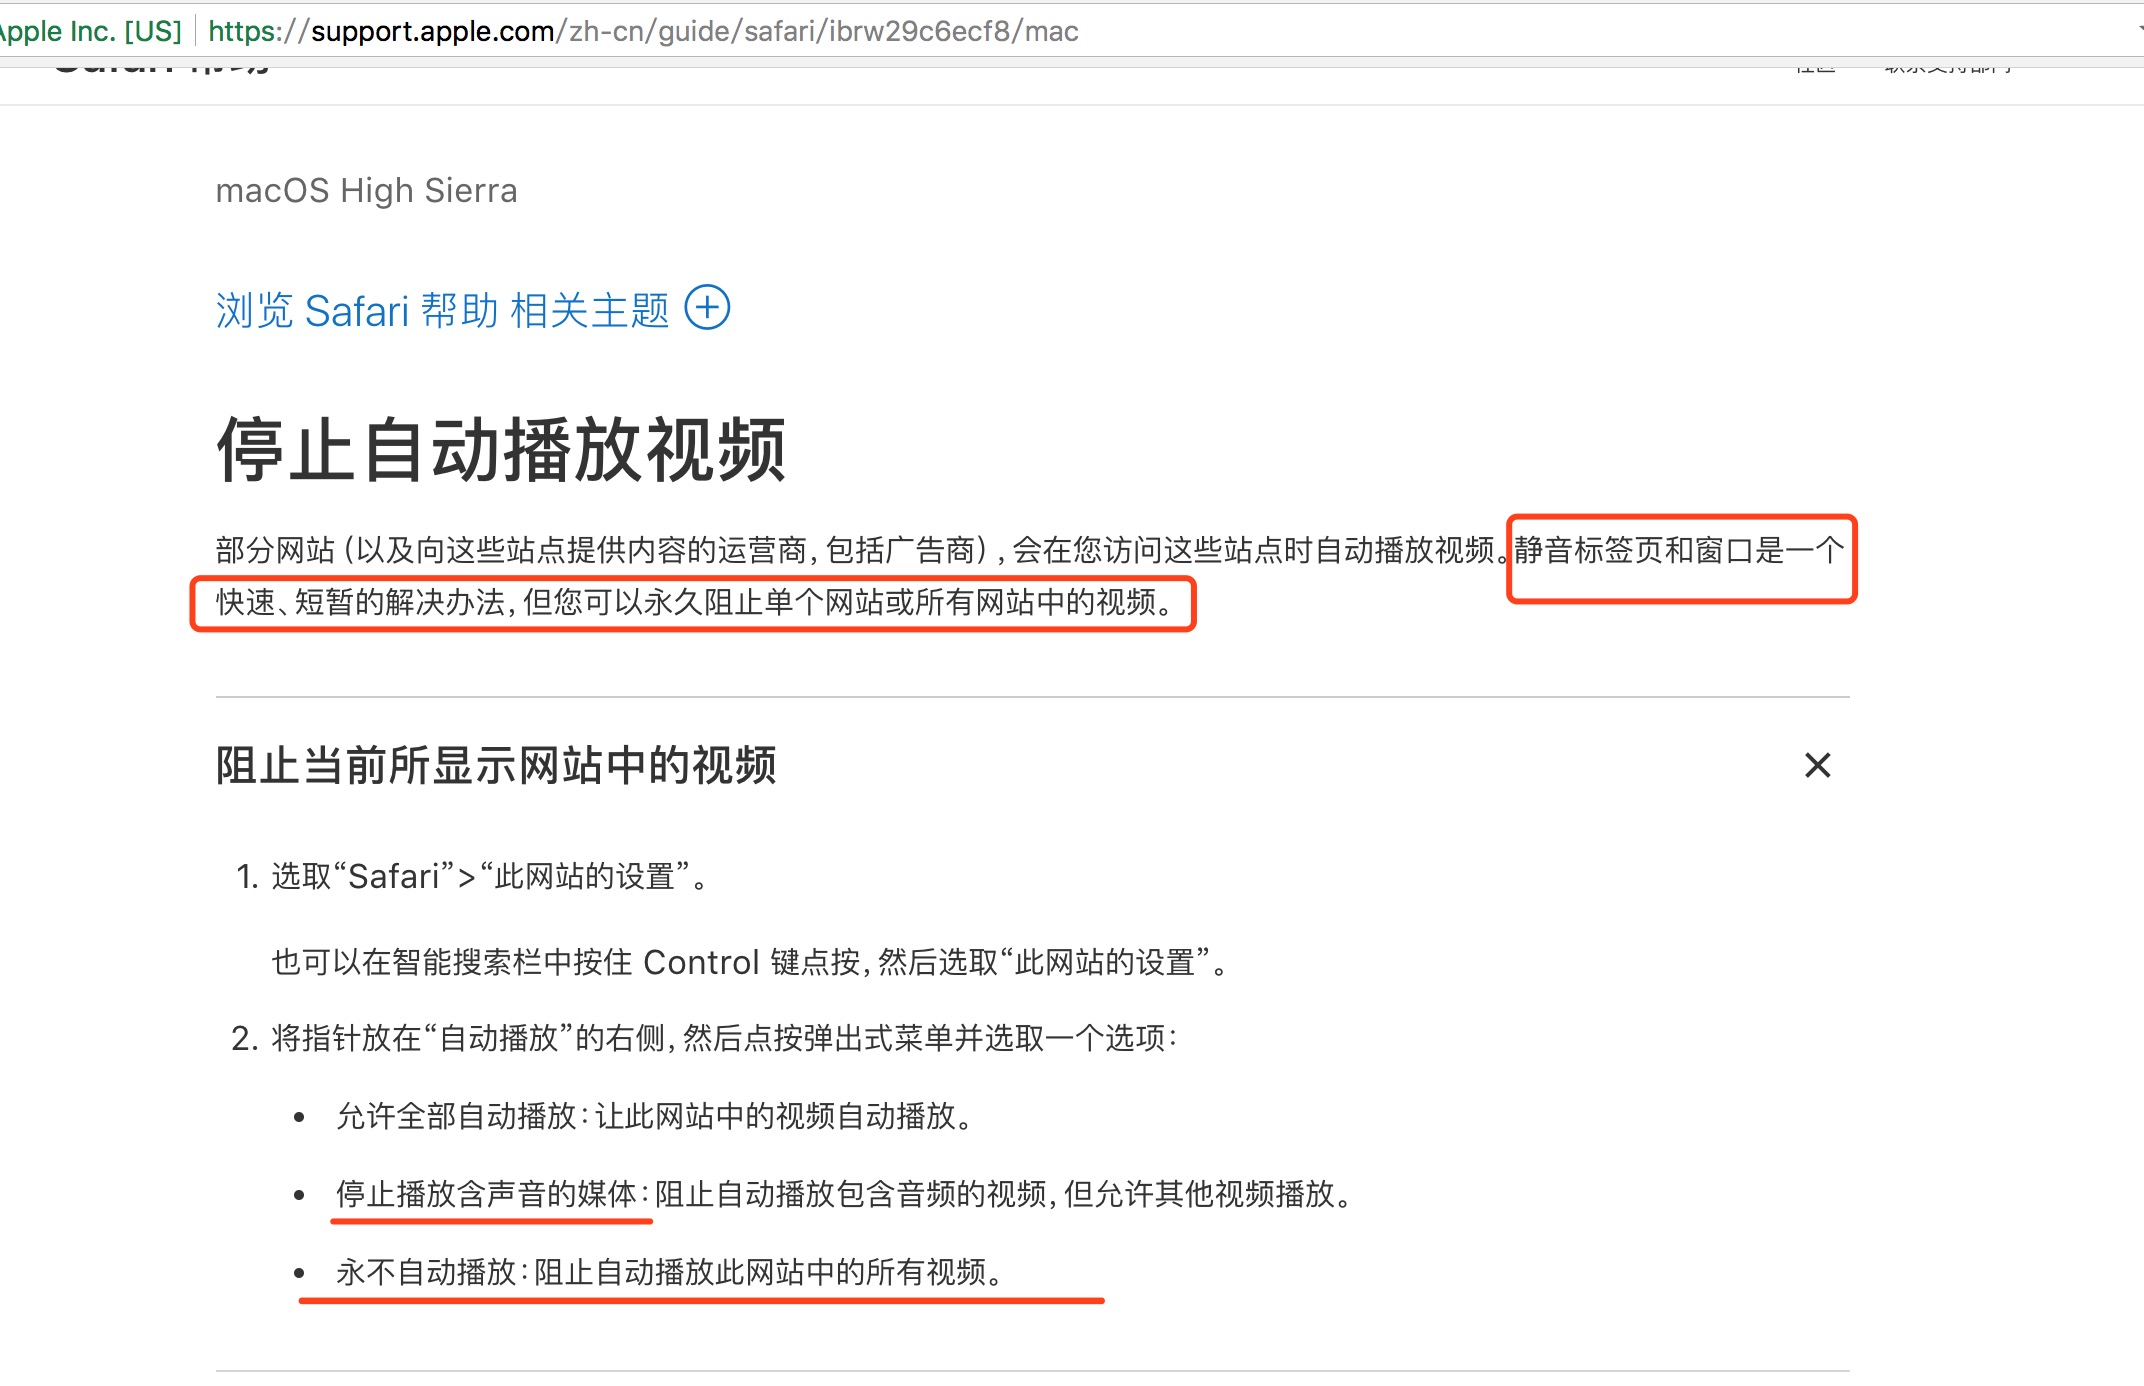 Apple Inc. [US] https://support.apple.com/zh-cn/guide/safari/ibrw29c6ecf8/mac
macOS High Sierra
浏览 Safari 帮助 相关主题
停止自动播放视频
部分网站（以及向这些站点提供内容的运营商，包括广告商），会在您访问这些站点时自动播放视频。静音标签页和窗口是一个
快速、短暂的解决办法，但您可以永久阻止单个网站或所有网站中的视频。
阻止当前所显示网站中的视频
1. 选取“Safari”>“此网站的设置”。
也可以在智能搜索栏中按住 Control 键点按，然后选取“此网站的设置”。
2. 将指针放在“自动播放”的右侧，然后点按弹出式菜单并选取一个选项：
• 允许全部自动播放：让此网站中的视频自动播放。
• 停止播放含声音的媒体：阻止自动播放包含音频的视频，但允许其他视频播放。
• 永不自动播放：阻止自动播放此网站中的所有视频。